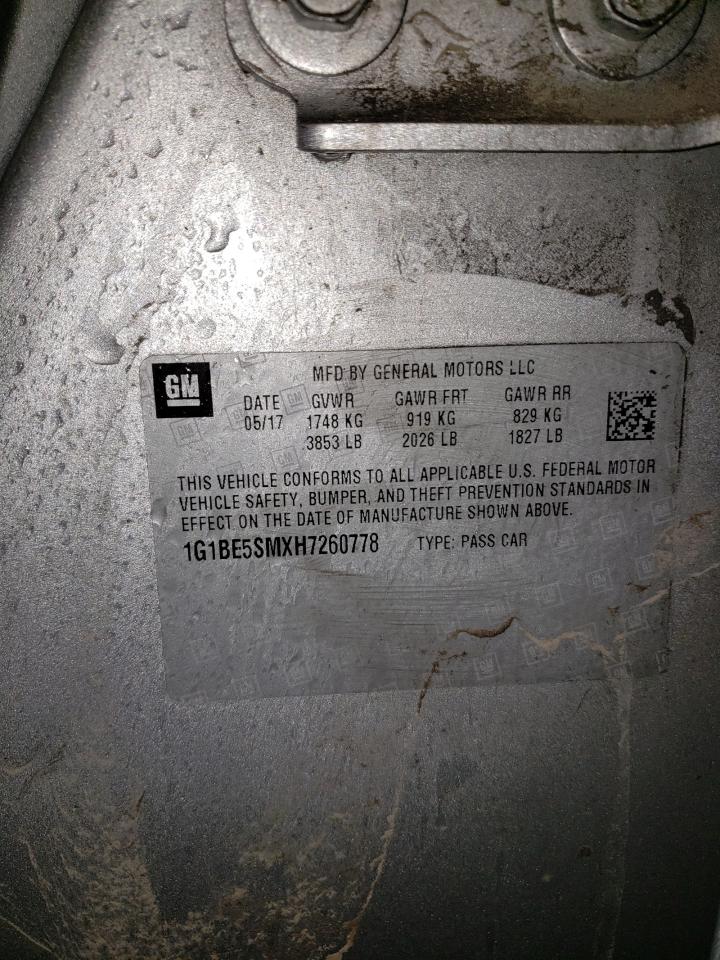 GM
MFD BY GENERAL MOTORS LLC
DATE GVWR GAWR FRT GAWR RR
05/17 1748 KG 919 KG 829 KG
3853 LB 2026 LB 1827 LB
THIS VEHICLE CONFORMS TO ALL APPLICABLE U.S. FEDERAL MOTOR
VEHICLE SAFETY, BUMPER, AND THEFT PREVENTION STANDARDS IN
EFFECT ON THE DATE OF MANUFACTURE SHOWN ABOVE.
1G1BE5SMXH7260778 TYPE: PASS CAR